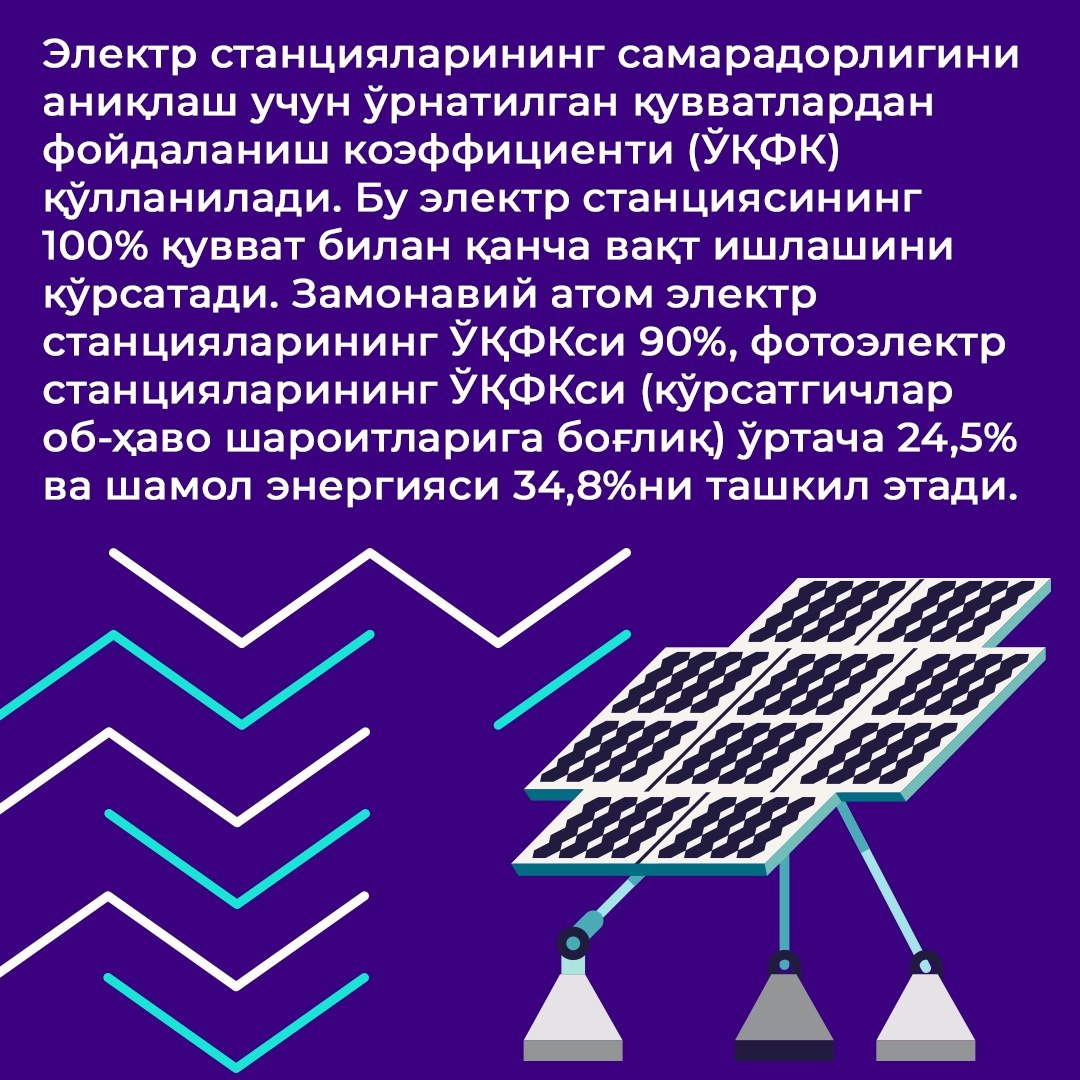 Электр станцияларининг самарадорлигини
аниқлаш учун ўрнатилган қувватлардан
фойдаланиш коэффициенти (ЎҚФК)
қўлланилади. Бу электр станциясининг
100% қувват билан қанча вақт ишлашини
кўрсатади. Замонавий атом электр
станцияларининг ЎҚФКси 90%, фотоэлектр
станцияларининг ЎҚФКси (кўрсатгичлар
об-ҳаво шароитларига боғлиқ) ўртача 24,5%
ва шамол энергияси 34,8%ни ташкил этади.